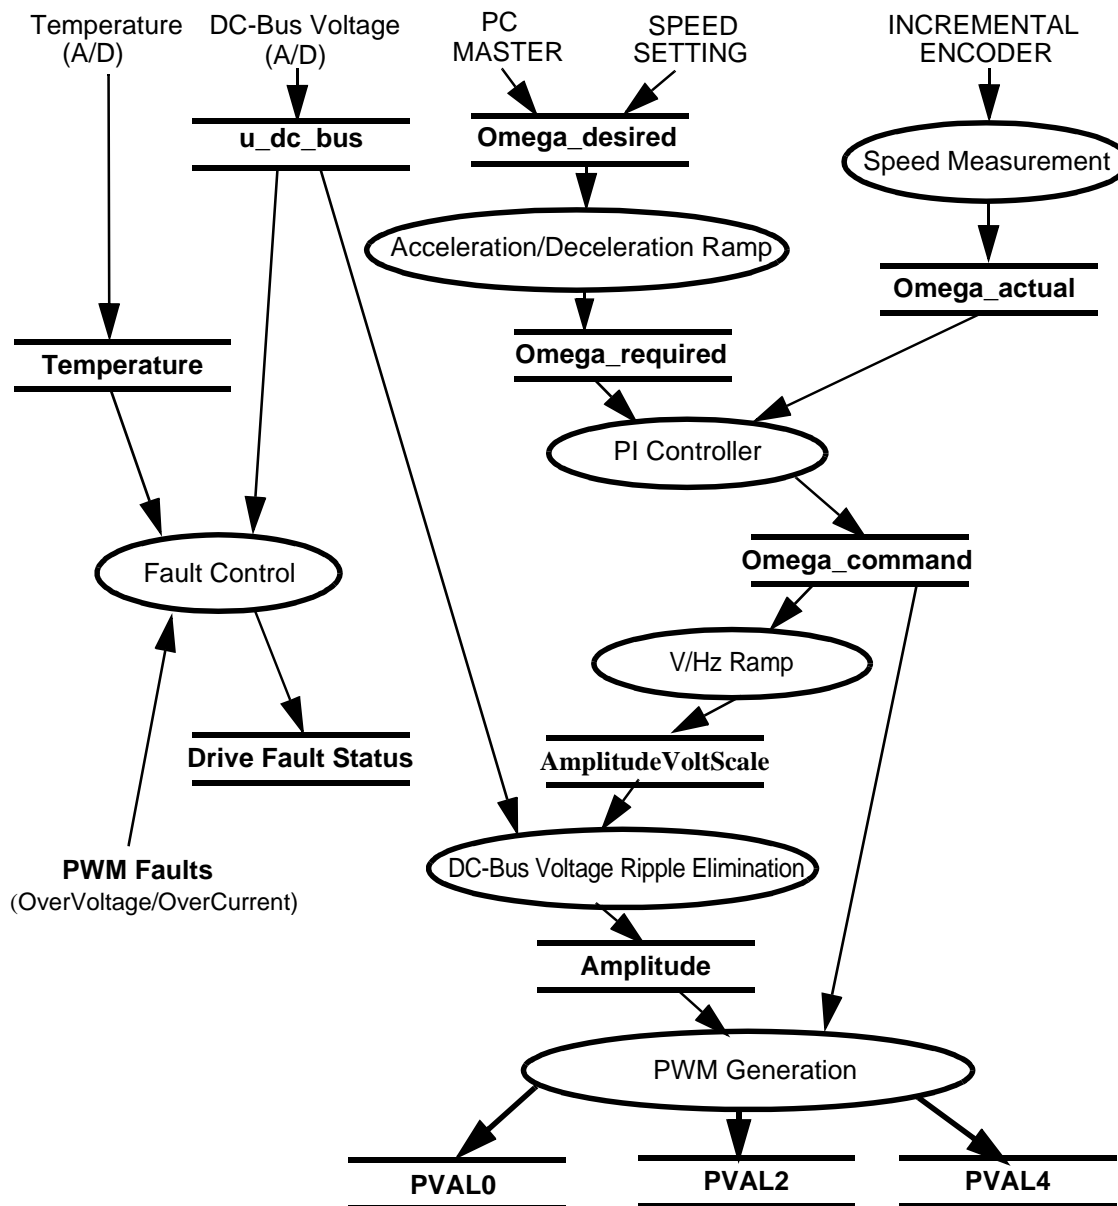 Temperature
(A/D)
DC-Bus Voltage
(A/D)
PC
MASTER
SPEED
SETTING
INCREMENTAL
ENCODER
u_dc_bus
Omega_desired
Speed Measurement
Acceleration/Deceleration Ramp
Omega_actual
Temperature
Omega_required
PI Controller
Omega_command
Fault Control
V/Hz Ramp
Drive Fault Status
AmplitudeVoltScale
PWM Faults
(OverVoltage/OverCurrent)
DC-Bus Voltage Ripple Elimination
Amplitude
PWM Generation
PVAL0
PVAL2
PVAL4